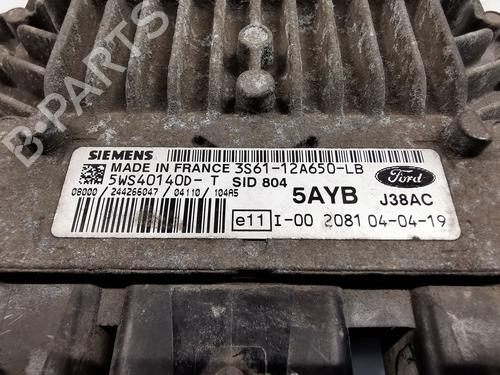 SIEMENS
MADE IN FRANCE 3S61-12A650-LB
5WS40140D- T SID 804
08000 / 244266047 / 04110 / 104A5
5AYB
Ford
J38AC
e11 I-00 2081 04-04-19
B-PARTS